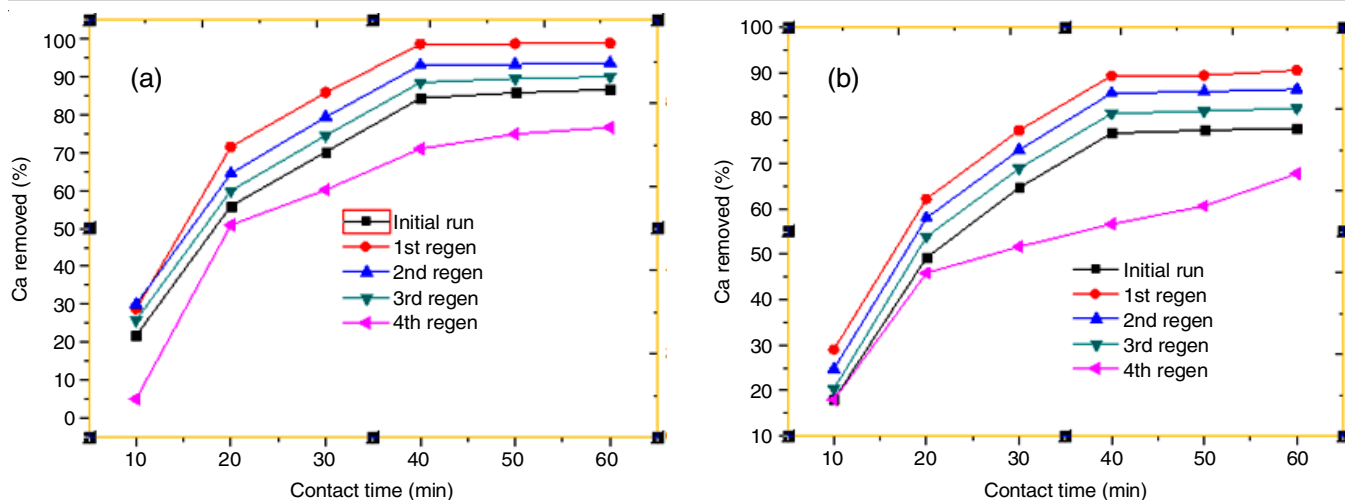 (a)
Ca removed (%)
100
90
80
70
60
50
40
30
20
10
0
Initial run
1st regen
2nd regen
3rd regen
4th regen
10 20 30 40 50 60
Contact time (min)
(b)
Ca removed (%)
100
90
80
70
60
50
40
30
20
10
Initial run
1st regen
2nd regen
3rd regen
4th regen
10 20 30 40 50 60
Contact time (min)